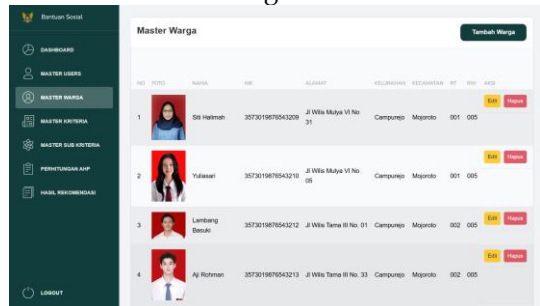 Bantuan Sosial
DASHBOARD
MASTER USERS
MASTER WARGA
MASTER KRITERIA
MASTER SUB KRITERIA
PERHITUNGAN AHP
HASIL REKOMENDASI
LOGOUT
Master Warga
Tambah Warga
NO FOTO NAMA NIK ALAMAT KELURAHAN KECAMATAN RT RW AKSI
1 Siti Halimah 3573019876543209 Jl Wilis Mulya VI No. 31 Campurejo Mojoroto 001 005 Edit Hapus
2 Yuliasari 3573019876543210 Jl Wilis Mulya VI No. 05 Campurejo Mojoroto 001 005 Edit Hapus
3 Lambang Basuki 3573019876543212 Jl Wilis Tama III No. 01 Campurejo Mojoroto 002 005 Edit Hapus
4 Aji Rohman 3573019876543213 Jl Wilis Tama III No. 33 Campurejo Mojoroto 002 005 Edit Hapus